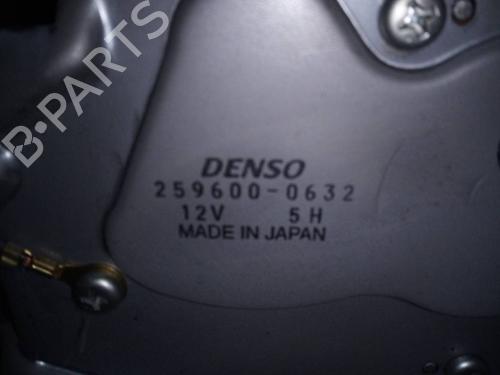 B-PARTS
DENSO
259600-0632
12V 5H
MADE IN JAPAN